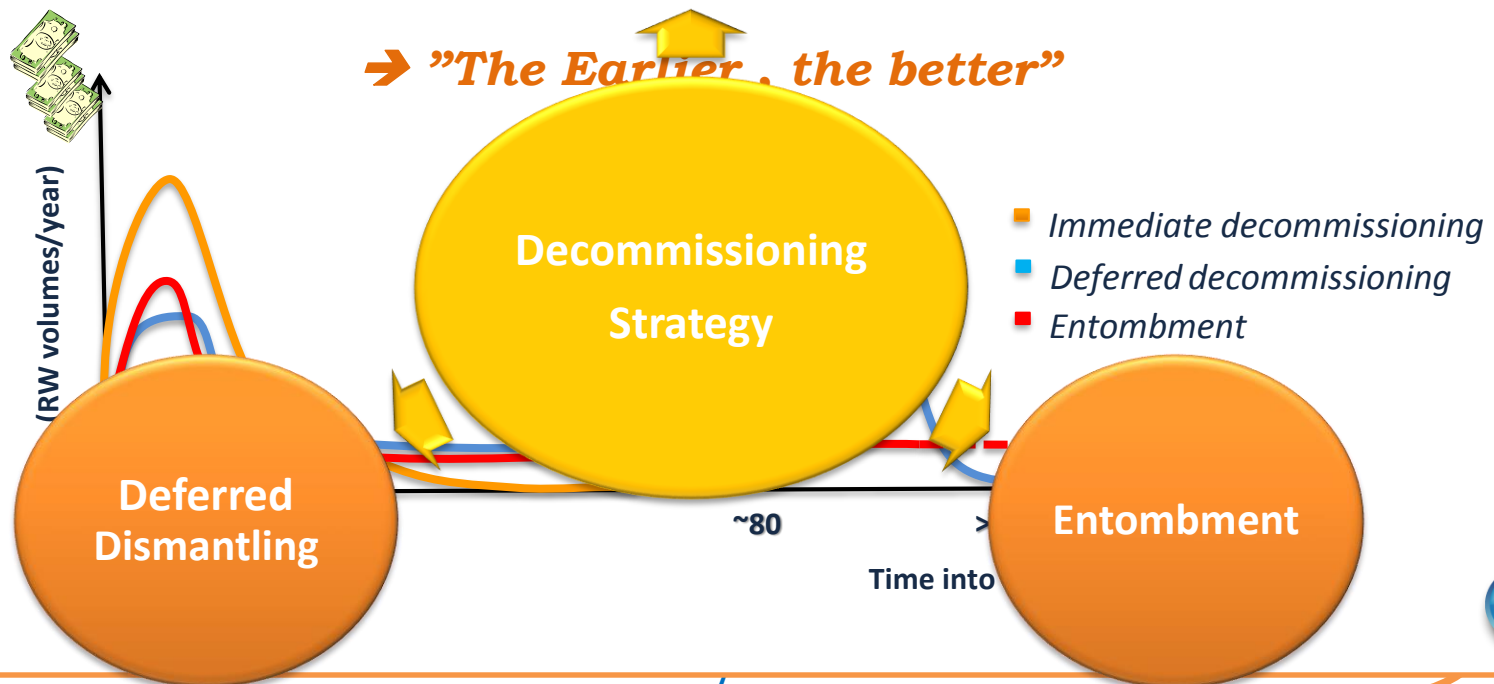 ➔ ”The Earlier , the better”
(RW volumes/year)
Decommissioning
Strategy
Immediate decommissioning
Deferred decommissioning
Entombment
Deferred
Dismantling
Entombment
~80
>
Time into